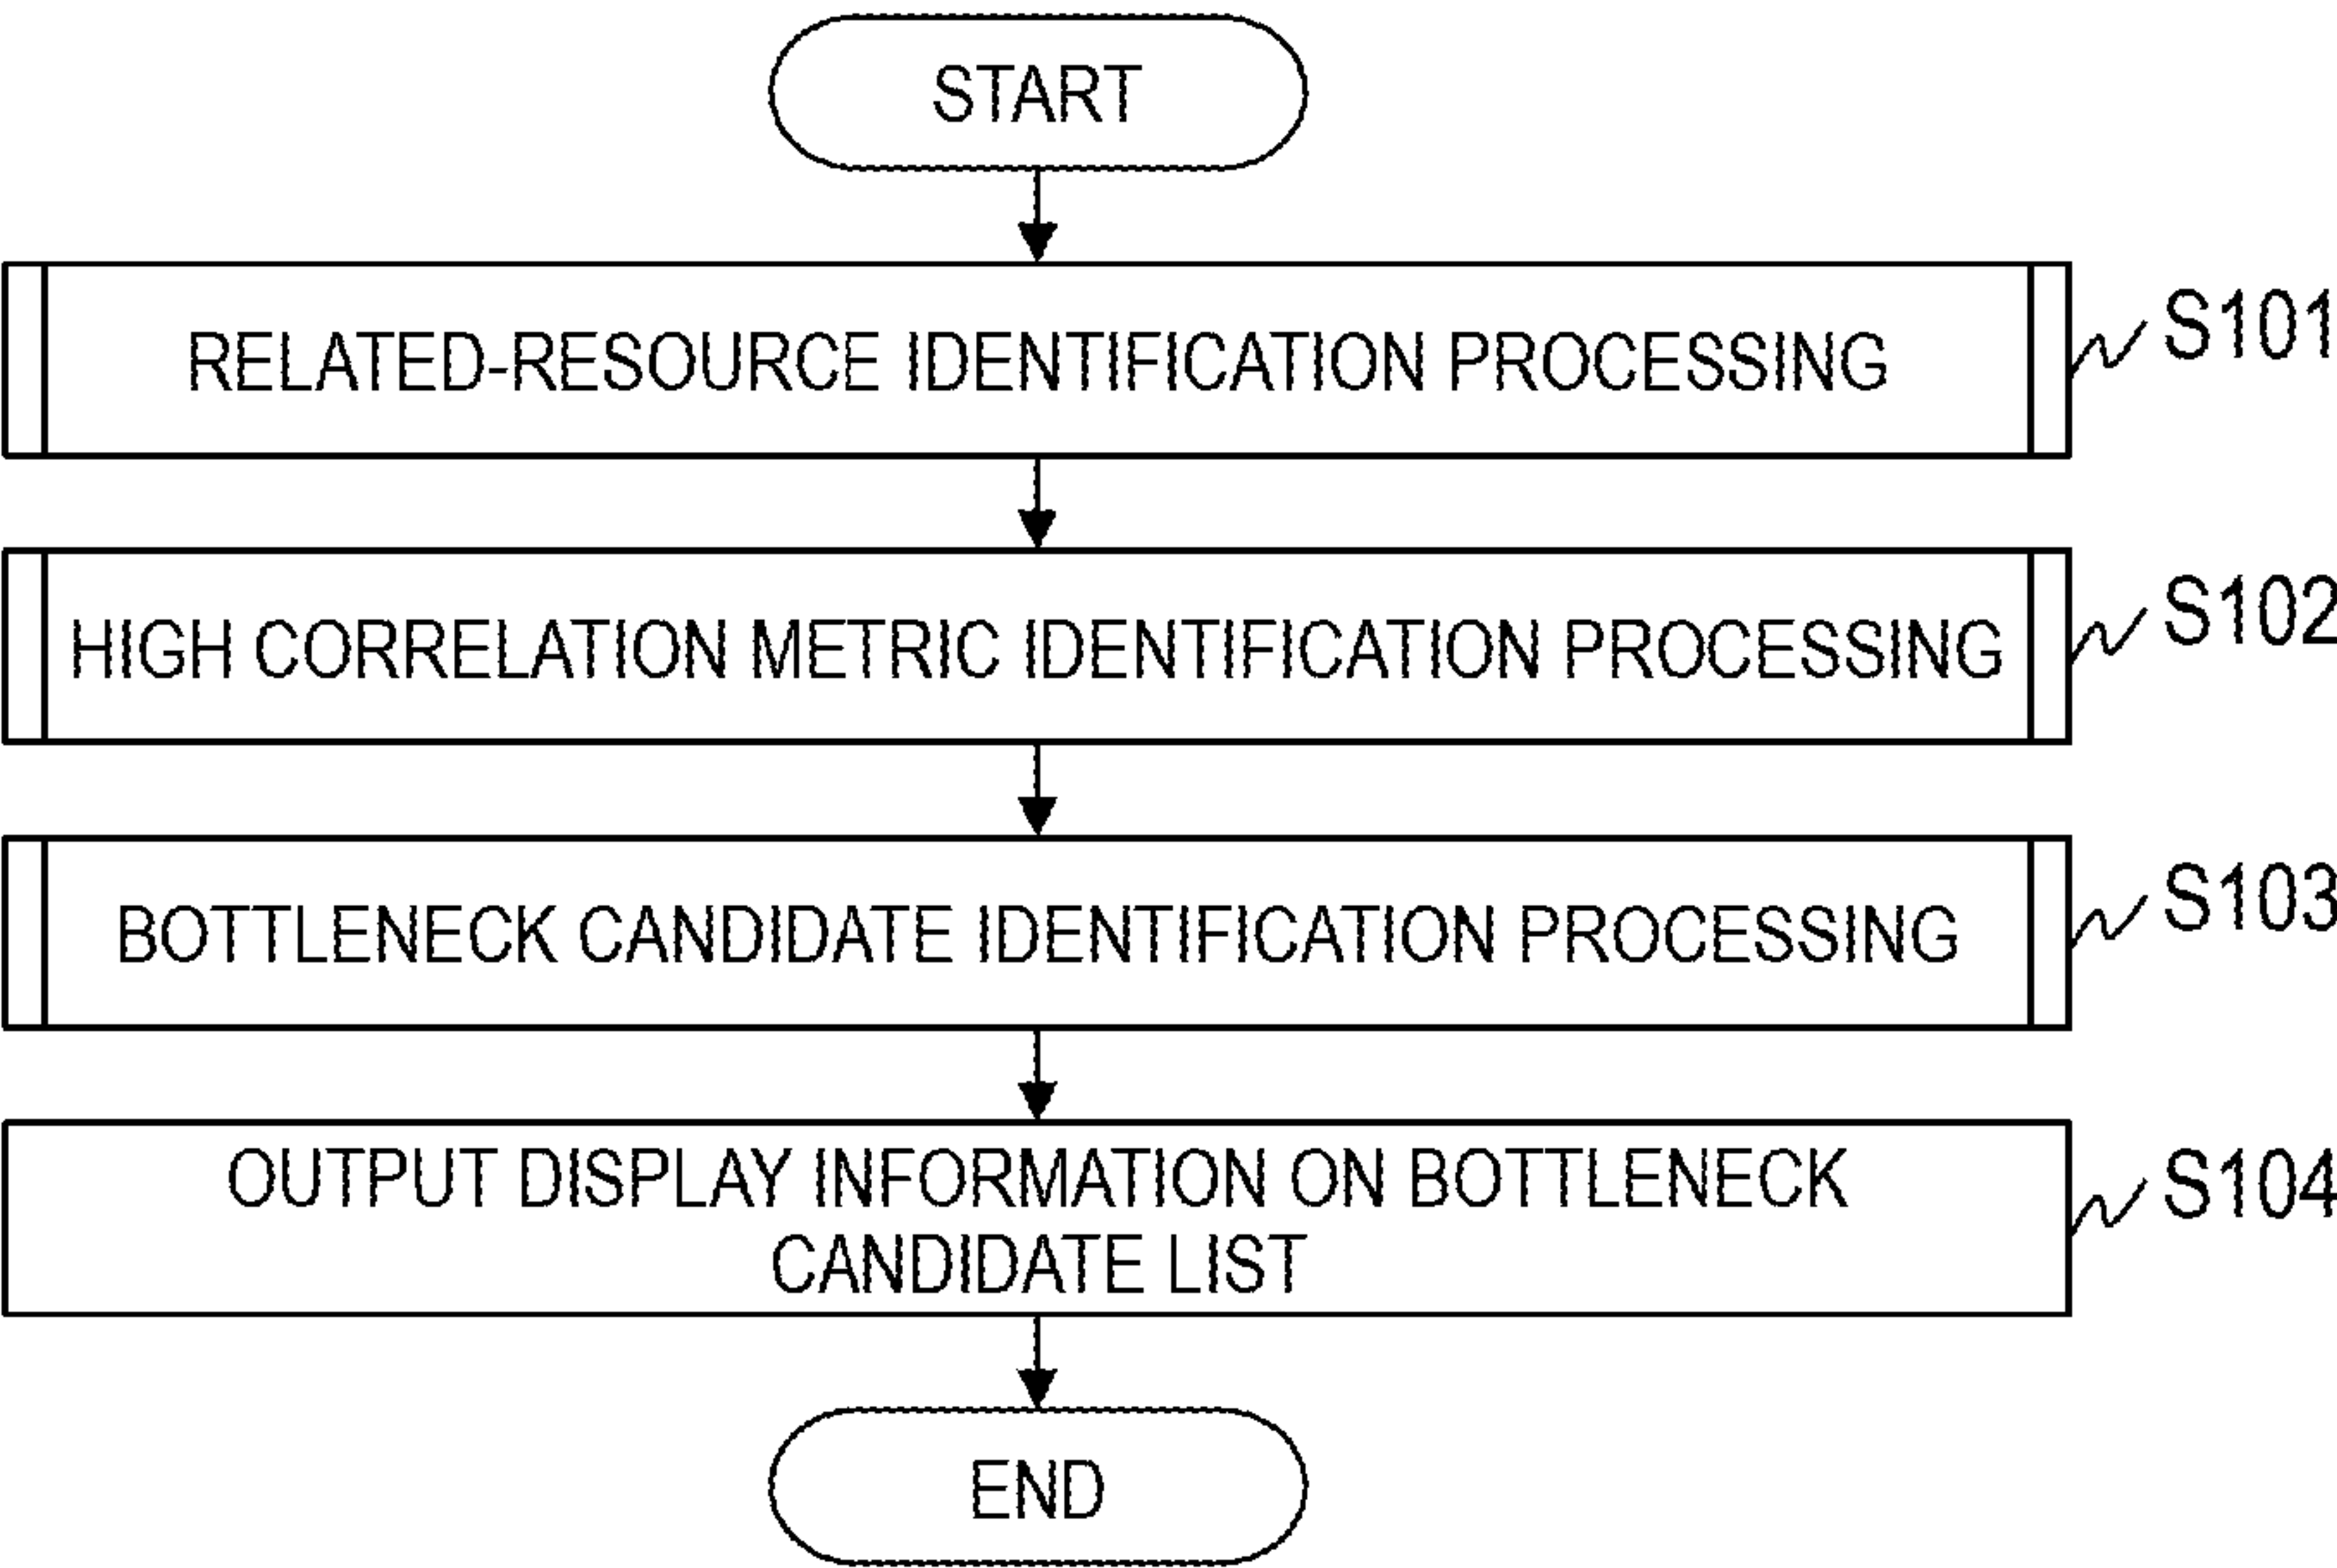 START
RELATED-RESOURCE IDENTIFICATION PROCESSING
S101
HIGH CORRELATION METRIC IDENTIFICATION PROCESSING
S102
BOTTLENECK CANDIDATE IDENTIFICATION PROCESSING
S103
OUTPUT DISPLAY INFORMATION ON BOTTLENECK
CANDIDATE LIST
S104
END